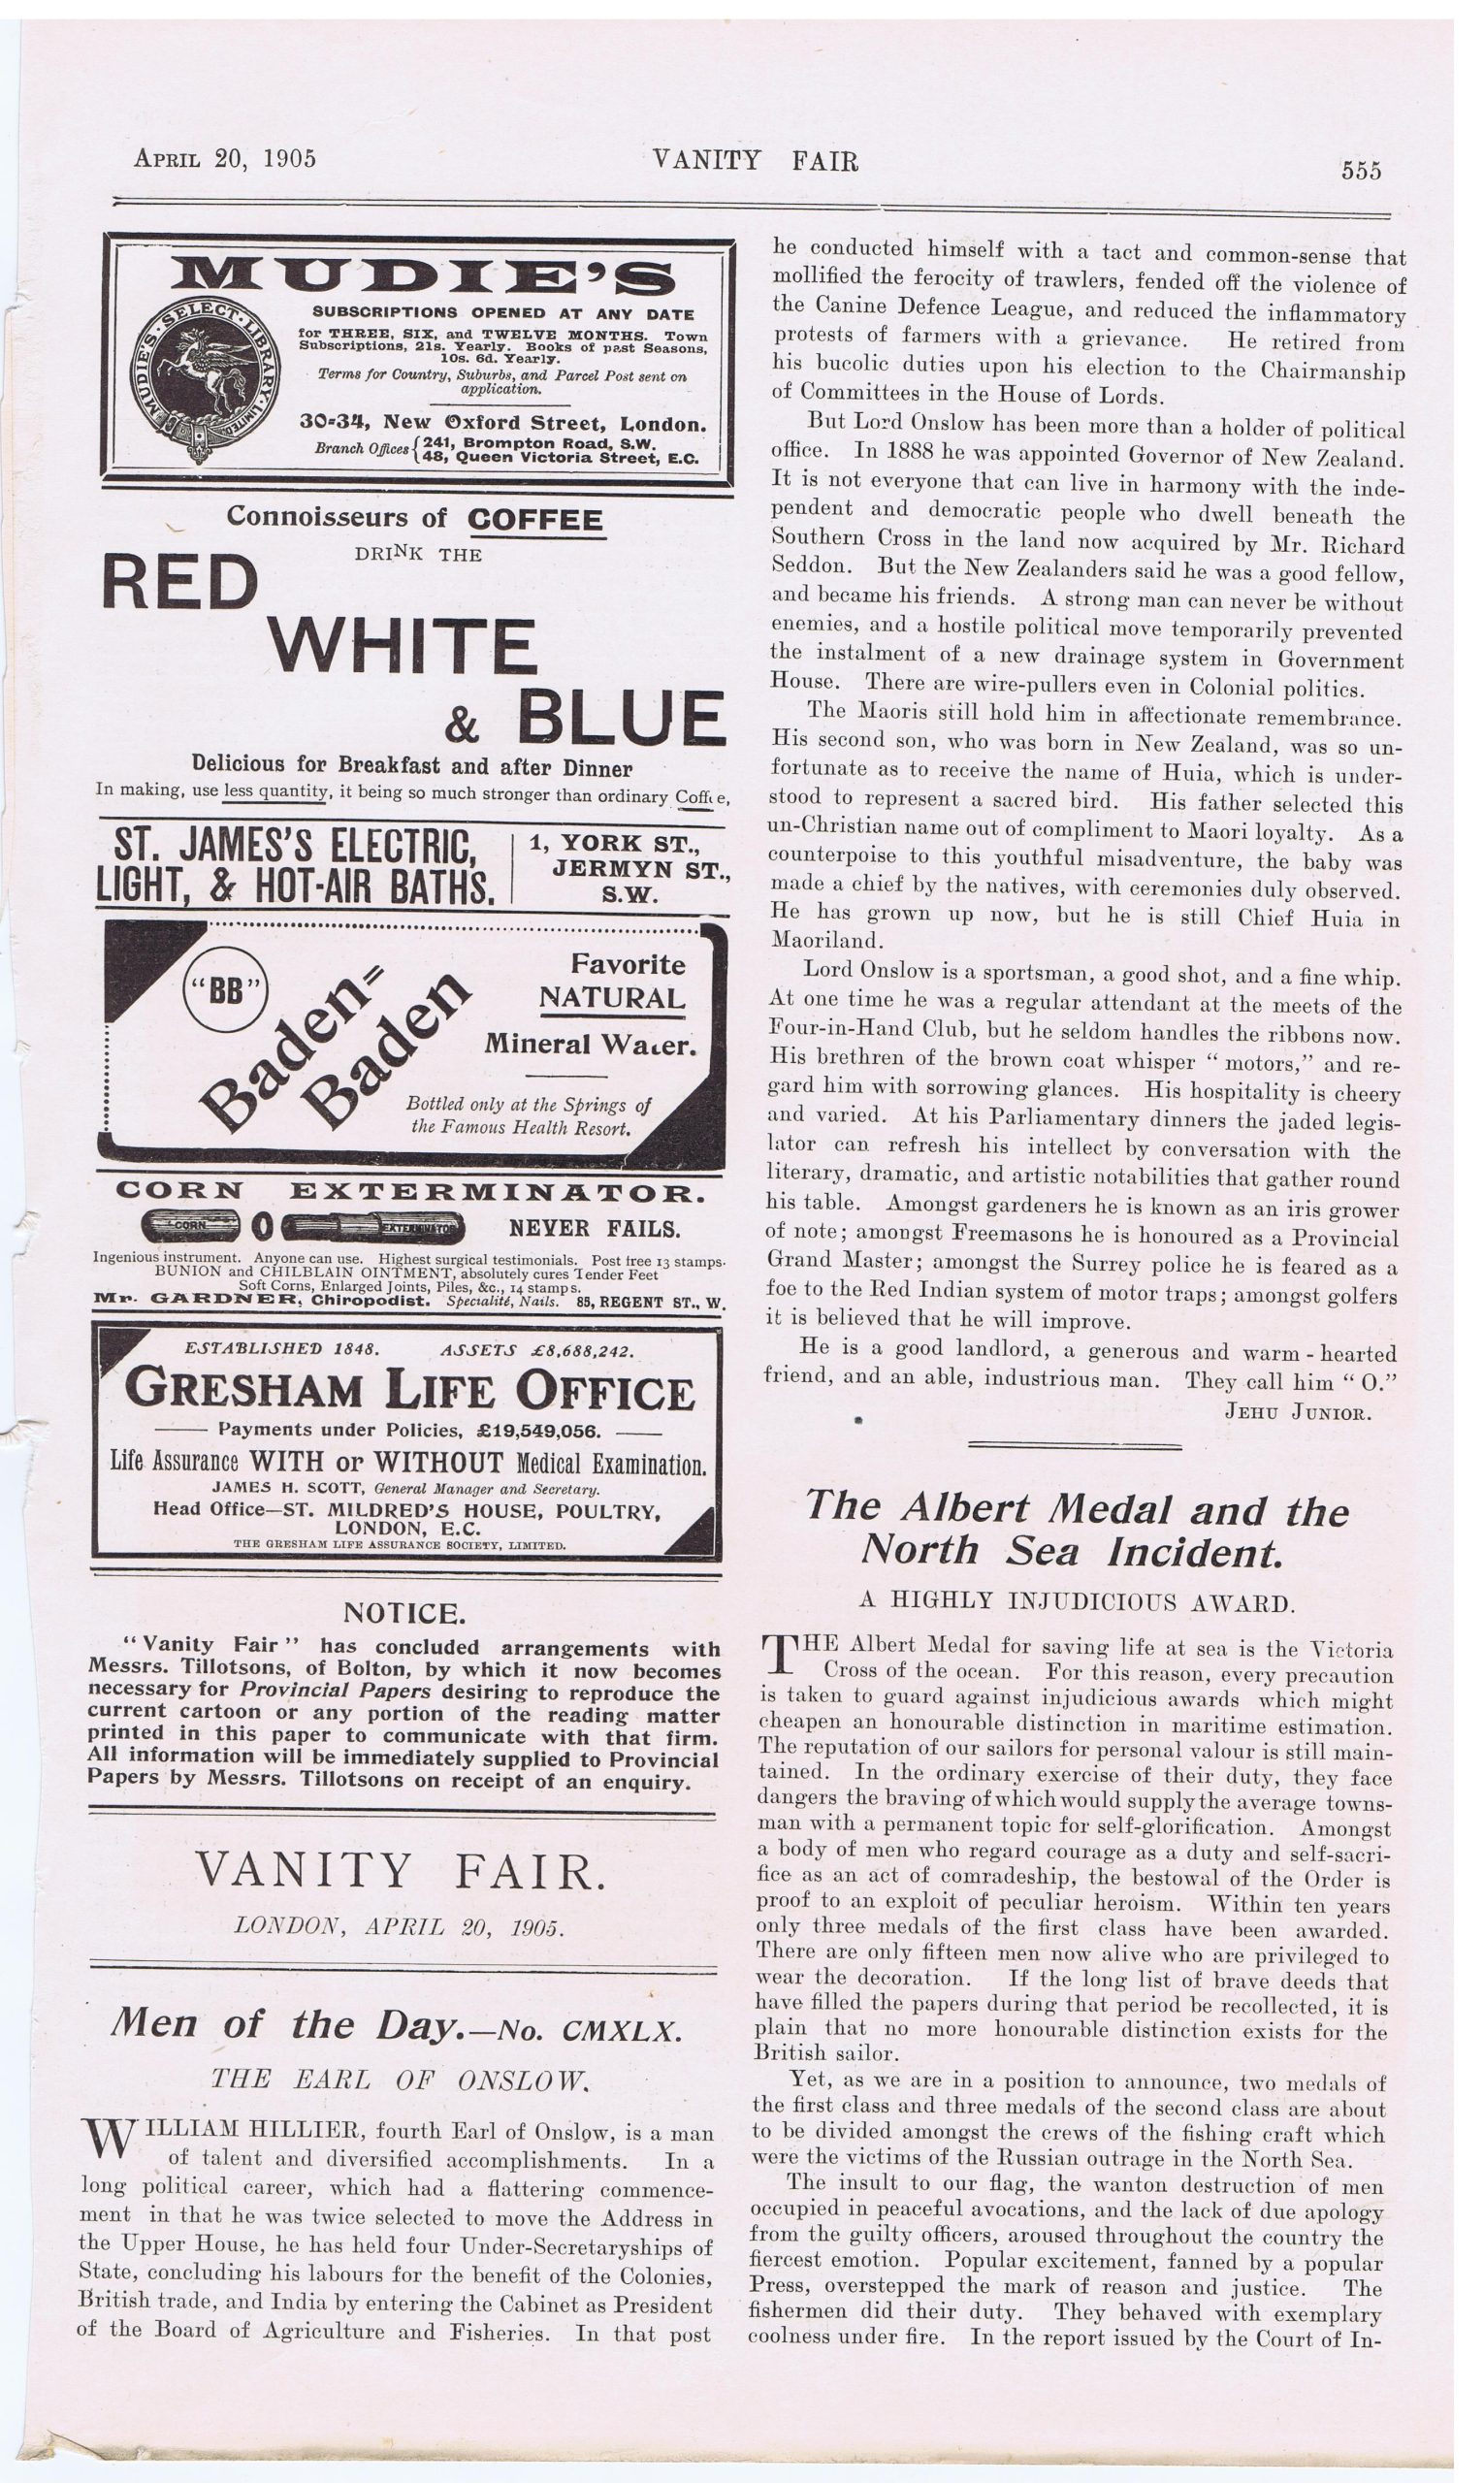 APRIL 20, 1905
VANITY FAIR
555
MUDIE'S
MUDIE'S · SELECT · LIBRARY · LIMITED
SUBSCRIPTIONS OPENED AT ANY DATE
for THREE, SIX, and TWELVE MONTHS. Town
Subscriptions, 21s. Yearly. Books of past Seasons,
10s. 6d. Yearly.
Terms for Country, Suburbs, and Parcel Post sent on
application.
30-34, New Oxford Street, London.
Branch Offices { 241, Brompton Road, S.W.
48, Queen Victoria Street, E.C.
Connoisseurs of COFFEE
DRINK THE
RED
WHITE
& BLUE
Delicious for Breakfast and after Dinner
In making, use less quantity, it being so much stronger than ordinary Coffee,
ST. JAMES'S ELECTRIC,
LIGHT, & HOT-AIR BATHS.
1, YORK ST.,
JERMYN ST.,
S.W.
"BB"
Baden=
Baden
Favorite
NATURAL
Mineral Water.
Bottled only at the Springs of
the Famous Health Resort.
CORN EXTERMINATOR.
CORN EXTERMINATOR
NEVER FAILS.
Ingenious instrument. Anyone can use. Highest surgical testimonials. Post free 13 stamps.
BUNION and CHILBLAIN OINTMENT, absolutely cures Tender Feet
Soft Corns, Enlarged Joints, Piles, &c., 14 stamps.
Mr. GARDNER, Chiropodist. Specialité, Nails. 85, REGENT ST., W.
ESTABLISHED 1848. ASSETS £8,688,242.
GRESHAM LIFE OFFICE
Payments under Policies, £19,549,056.
Life Assurance WITH or WITHOUT Medical Examination.
JAMES H. SCOTT, General Manager and Secretary.
Head Office—ST. MILDRED'S HOUSE, POULTRY,
LONDON, E.C.
THE GRESHAM LIFE ASSURANCE SOCIETY, LIMITED.
NOTICE.
"Vanity Fair" has concluded arrangements with
Messrs. Tillotsons, of Bolton, by which it now becomes
necessary for Provincial Papers desiring to reproduce the
current cartoon or any portion of the reading matter
printed in this paper to communicate with that firm.
All information will be immediately supplied to Provincial
Papers by Messrs. Tillotsons on receipt of an enquiry.
VANITY FAIR.
LONDON, APRIL 20, 1905.
Men of the Day.—No. CMXLX.
THE EARL OF ONSLOW.
WILLIAM HILLIER, fourth Earl of Onslow, is a man
of talent and diversified accomplishments. In a
long political career, which had a flattering commence-
ment in that he was twice selected to move the Address in
the Upper House, he has held four Under-Secretaryships of
State, concluding his labours for the benefit of the Colonies,
British trade, and India by entering the Cabinet as President
of the Board of Agriculture and Fisheries. In that post
he conducted himself with a tact and common-sense that
mollified the ferocity of trawlers, fended off the violence of
the Canine Defence League, and reduced the inflammatory
protests of farmers with a grievance. He retired from
his bucolic duties upon his election to the Chairmanship
of Committees in the House of Lords.
But Lord Onslow has been more than a holder of political
office. In 1888 he was appointed Governor of New Zealand.
It is not everyone that can live in harmony with the inde-
pendent and democratic people who dwell beneath the
Southern Cross in the land now acquired by Mr. Richard
Seddon. But the New Zealanders said he was a good fellow,
and became his friends. A strong man can never be without
enemies, and a hostile political move temporarily prevented
the instalment of a new drainage system in Government
House. There are wire-pullers even in Colonial politics.
The Maoris still hold him in affectionate remembrance.
His second son, who was born in New Zealand, was so un-
fortunate as to receive the name of Huia, which is under-
stood to represent a sacred bird. His father selected this
un-Christian name out of compliment to Maori loyalty. As a
counterpoise to this youthful misadventure, the baby was
made a chief by the natives, with ceremonies duly observed.
He has grown up now, but he is still Chief Huia in
Maoriland.
Lord Onslow is a sportsman, a good shot, and a fine whip.
At one time he was a regular attendant at the meets of the
Four-in-Hand Club, but he seldom handles the ribbons now.
His brethren of the brown coat whisper "motors," and re-
gard him with sorrowing glances. His hospitality is cheery
and varied. At his Parliamentary dinners the jaded legis-
lator can refresh his intellect by conversation with the
literary, dramatic, and artistic notabilities that gather round
his table. Amongst gardeners he is known as an iris grower
of note; amongst Freemasons he is honoured as a Provincial
Grand Master; amongst the Surrey police he is feared as a
foe to the Red Indian system of motor traps; amongst golfers
it is believed that he will improve.
He is a good landlord, a generous and warm-hearted
friend, and an able, industrious man. They call him "O."
JEHU JUNIOR.
The Albert Medal and the
North Sea Incident.
A HIGHLY INJUDICIOUS AWARD.
THE Albert Medal for saving life at sea is the Victoria
Cross of the ocean. For this reason, every precaution
is taken to guard against injudicious awards which might
cheapen an honourable distinction in maritime estimation.
The reputation of our sailors for personal valour is still main-
tained. In the ordinary exercise of their duty, they face
dangers the braving of which would supply the average towns-
man with a permanent topic for self-glorification. Amongst
a body of men who regard courage as a duty and self-sacri-
fice as an act of comradeship, the bestowal of the Order is
proof to an exploit of peculiar heroism. Within ten years
only three medals of the first class have been awarded.
There are only fifteen men now alive who are privileged to
wear the decoration. If the long list of brave deeds that
have filled the papers during that period be recollected, it is
plain that no more honourable distinction exists for the
British sailor.
Yet, as we are in a position to announce, two medals of
the first class and three medals of the second class are about
to be divided amongst the crews of the fishing craft which
were the victims of the Russian outrage in the North Sea.
The insult to our flag, the wanton destruction of men
occupied in peaceful avocations, and the lack of due apology
from the guilty officers, aroused throughout the country the
fiercest emotion. Popular excitement, fanned by a popular
Press, overstepped the mark of reason and justice. The
fishermen did their duty. They behaved with exemplary
coolness under fire. In the report issued by the Court of In-